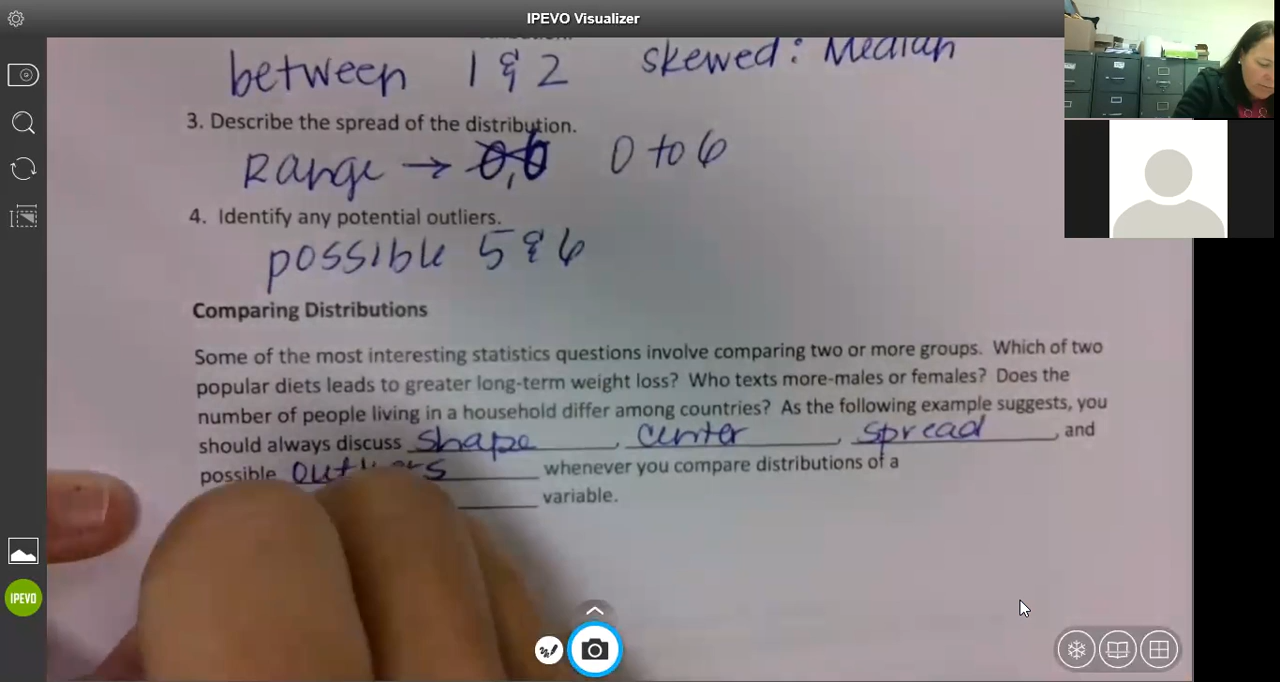 IPEVO Visualizer
between 1 & 2 skewed: Median
3. Describe the spread of the distribution.
Range → 0,6 0 to 6
4. Identify any potential outliers.
possible 5 & 6
Comparing Distributions
Some of the most interesting statistics questions involve comparing two or more groups. Which of two
popular diets leads to greater long-term weight loss? Who texts more-males or females? Does the
number of people living in a household differ among countries? As the following example suggests, you
should always discuss shape, center, spread, and
possible outliers whenever you compare distributions of a
variable.
IPEVO